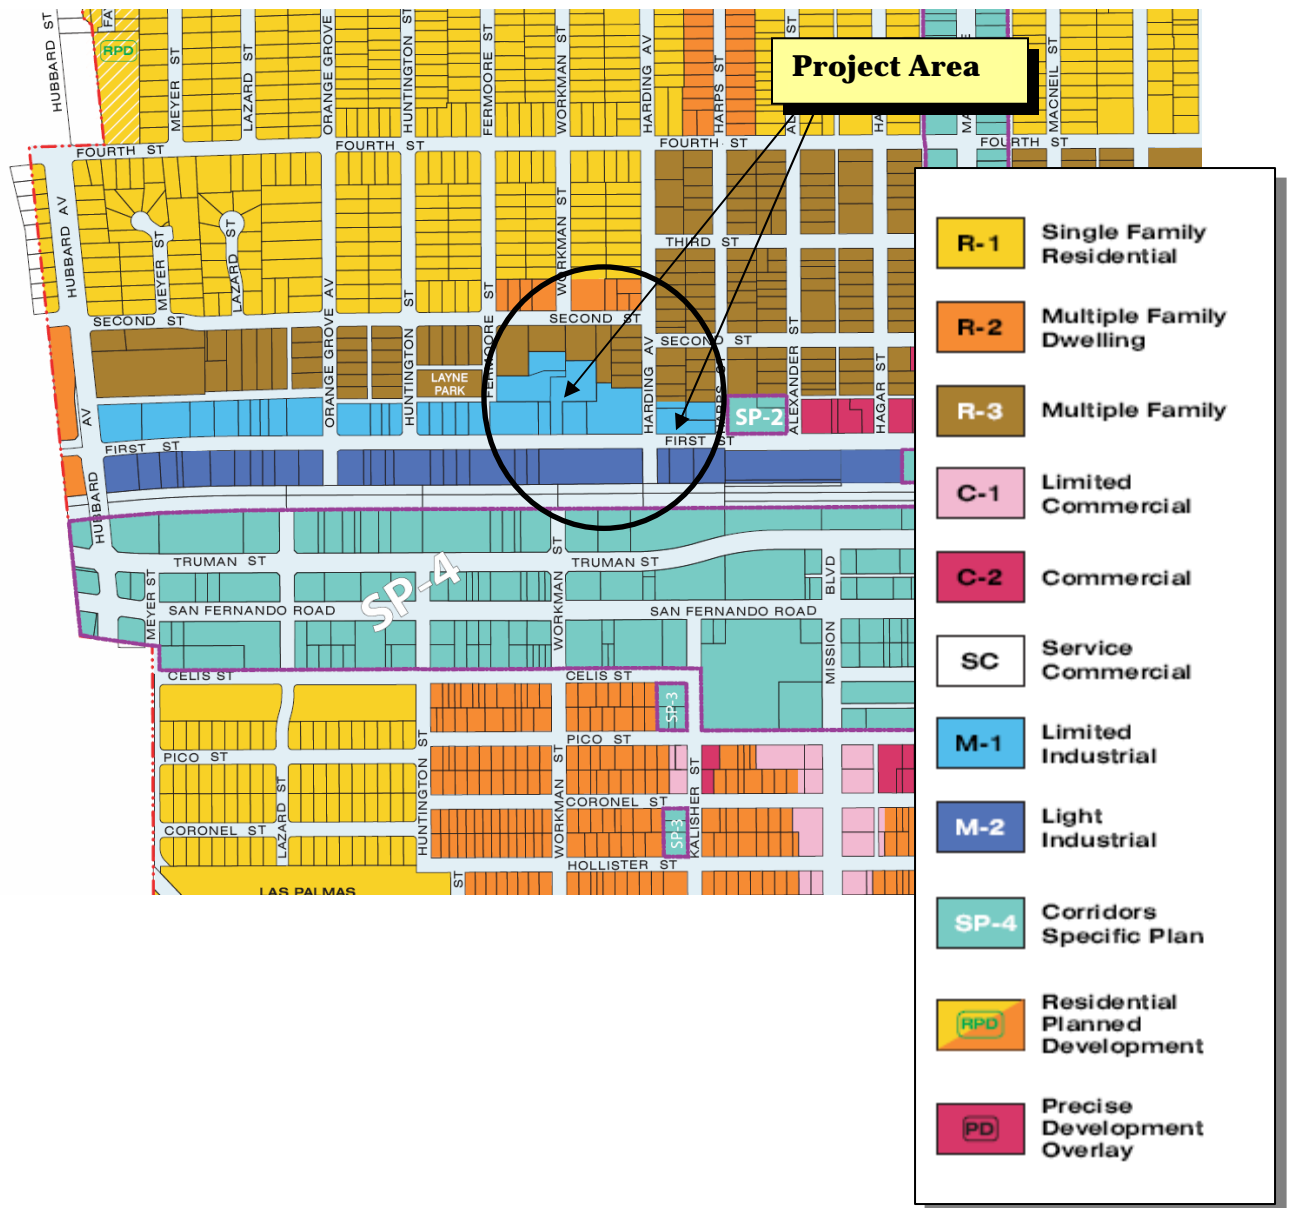 HUBBARD ST
FA
RPD
MEYER ST
LAZARD ST
ORANGE GROVE
HUNTINGTON ST
FERMOORE ST
WORKMAN ST
HARDING AV
HARPS ST
Project Area
MACNEIL ST
FOURTH ST
FOURTH ST
FOURTH ST
FOURTH ST
HUBBARD AV
MEYER ST
LAZARD ST
ORANGE GROVE AV
HUNTINGTON ST
FERMOORE ST
WORKMAN ST
THIRD ST
SECOND ST
SECOND ST
SECOND ST
HARDING AV
HARPS ST
ALEXANDER ST
HAGAR ST
LAYNE
PARK
SP-2
FIRST ST
FIRST ST
HUBBARD AV
TRUMAN ST
TRUMAN ST
SP-4
MEYER ST
WORKMAN ST
MISSION BLVD
SAN FERNANDO ROAD
SAN FERNANDO ROAD
CELIS ST
CELIS ST
SP-3
PICO ST
PICO ST
LAZARD ST
HUNTINGTON ST
WORKMAN ST
KALISHER ST
CORONEL ST
CORONEL ST
SP-3
HOLLISTER ST
LAS PALMAS
ST
R-1 Single Family
Residential
R-2 Multiple Family
Dwelling
R-3 Multiple Family
C-1 Limited
Commercial
C-2 Commercial
SC Service
Commercial
M-1 Limited
Industrial
M-2 Light
Industrial
SP-4 Corridors
Specific Plan
RPD Residential
Planned
Development
PD Precise
Development
Overlay